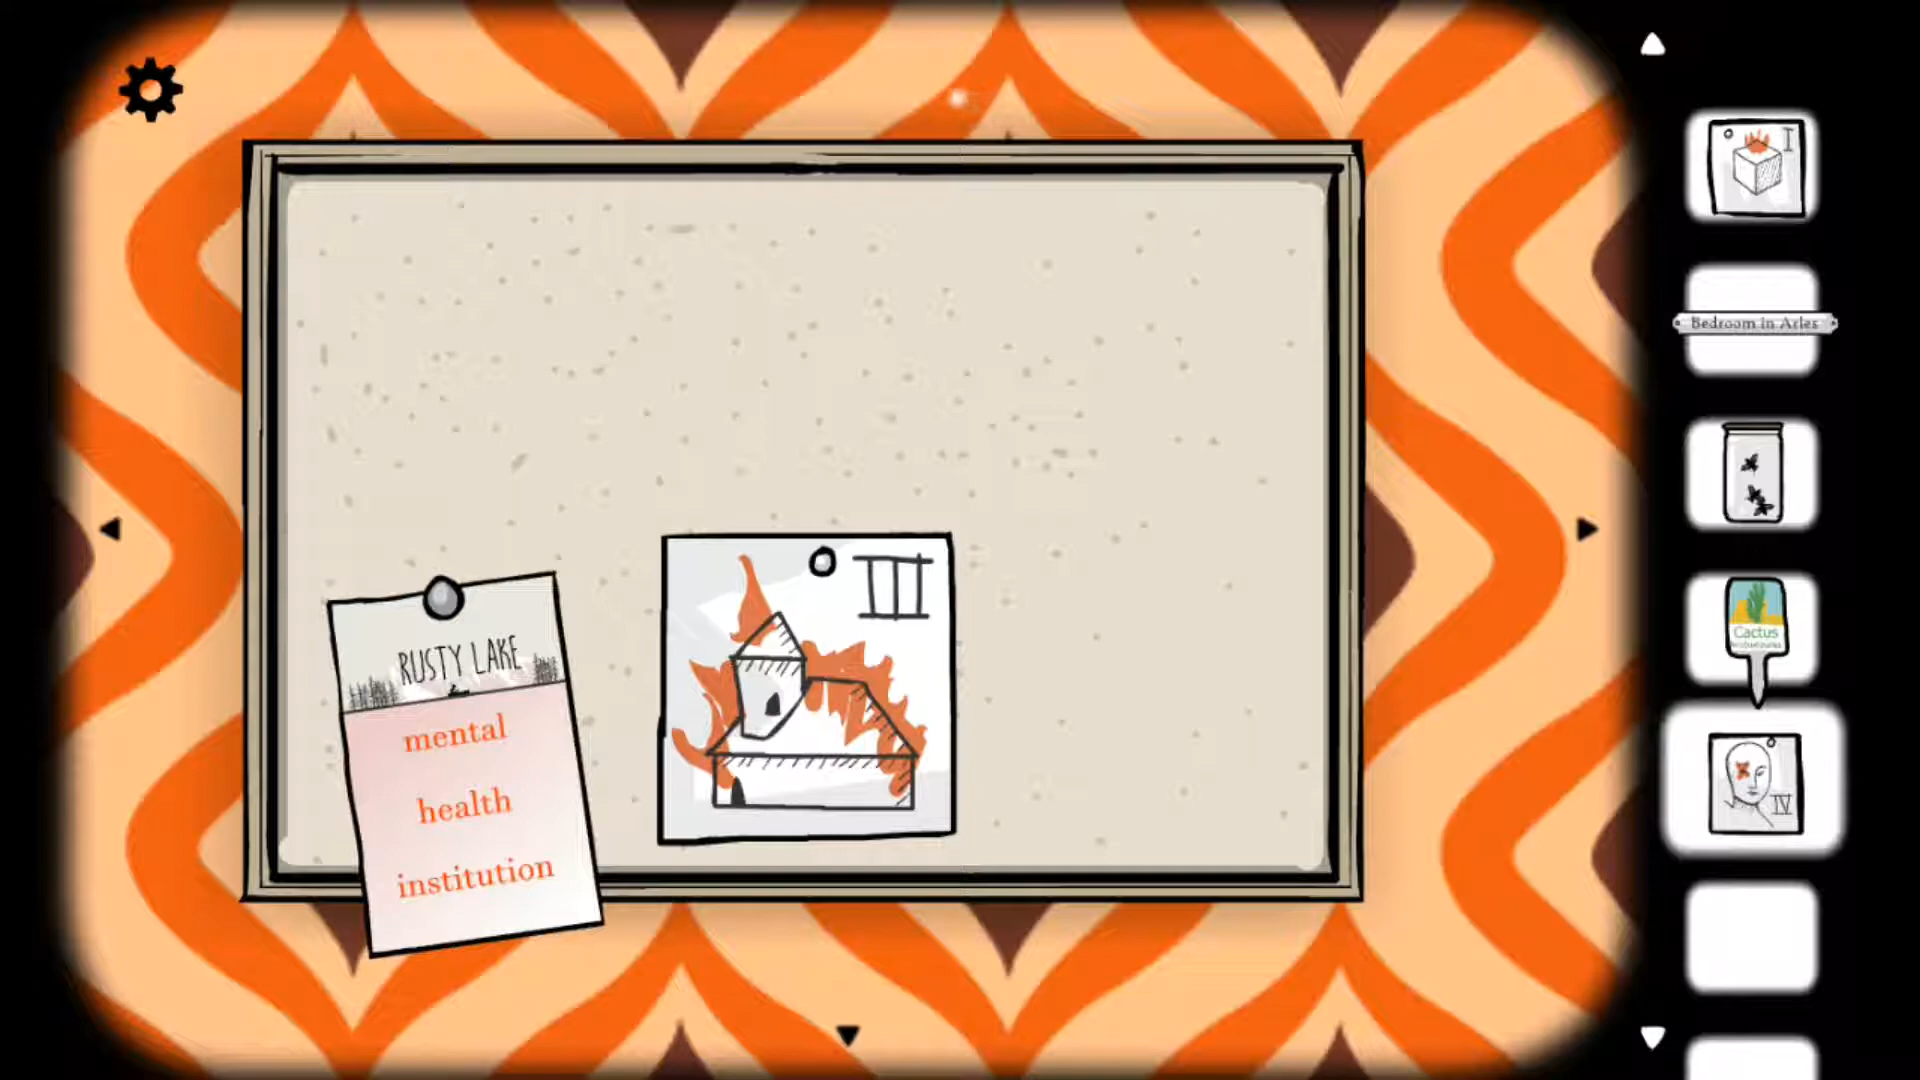 I
Bedroom in Arles
III
RUSTY LAKE
mental
health
institution
Cactus
IV